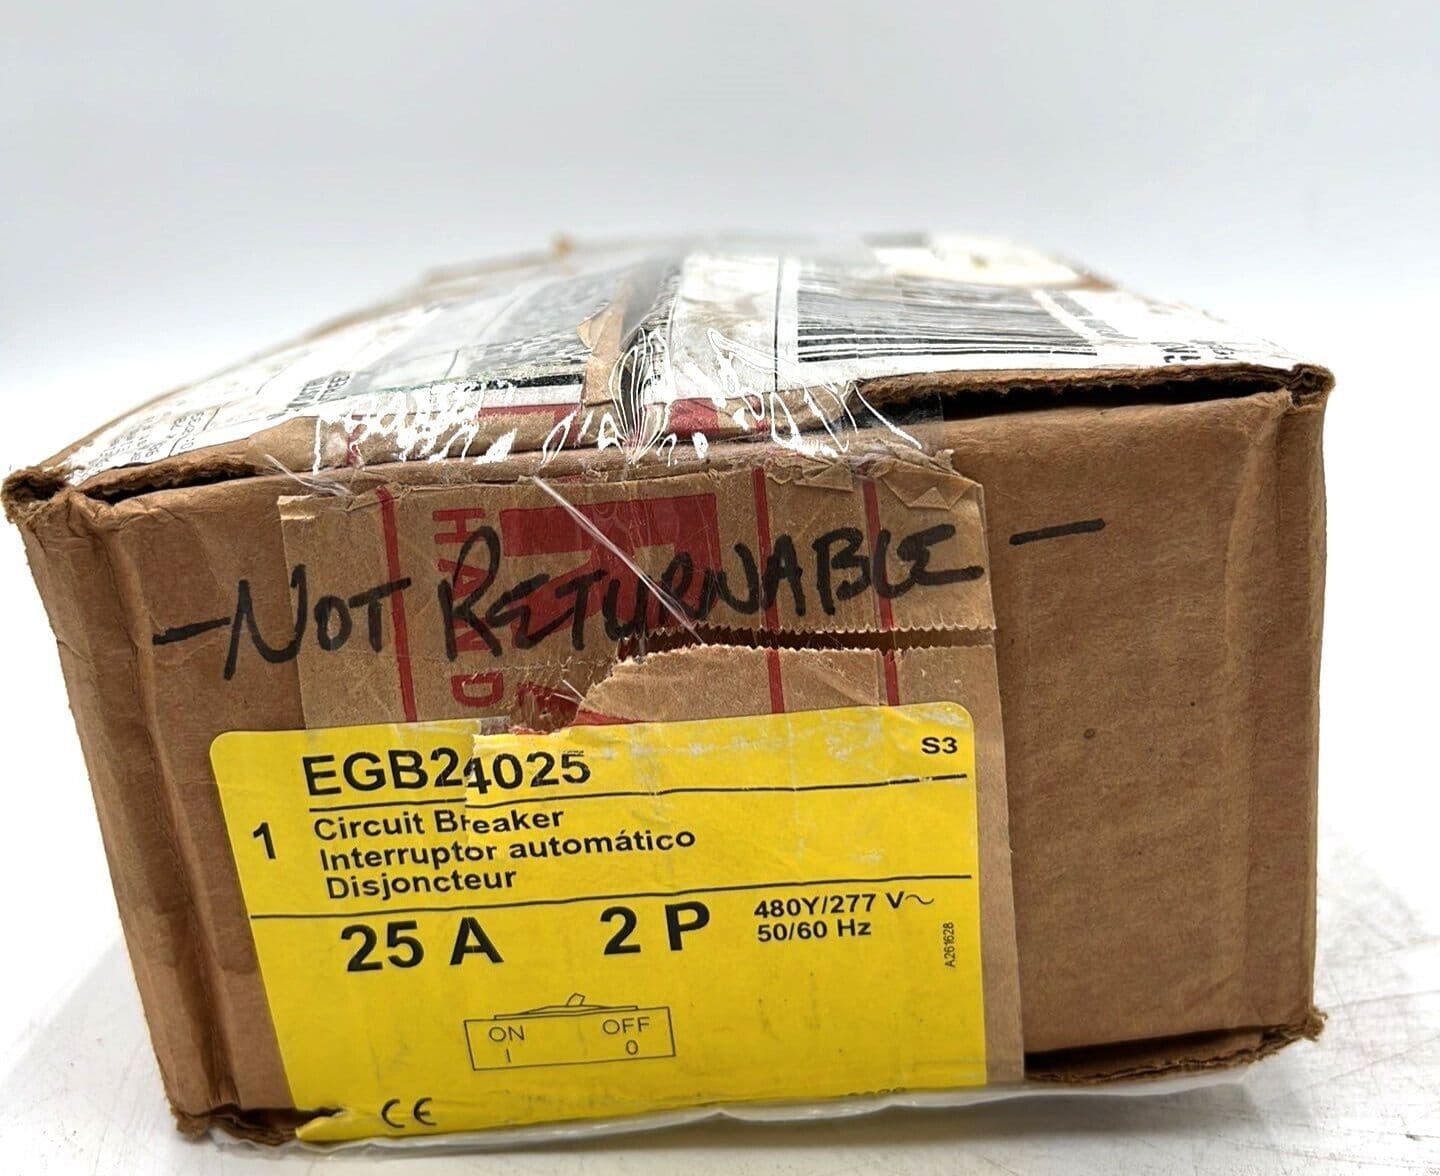 - NOT RETURNABLE -
HAND
EGB24025
S3
1
Circuit Breaker
Interruptor automático
Disjoncteur
25 A 2 P 480Y/277 V~
50/60 Hz
A261628
ON OFF
I 0
CE